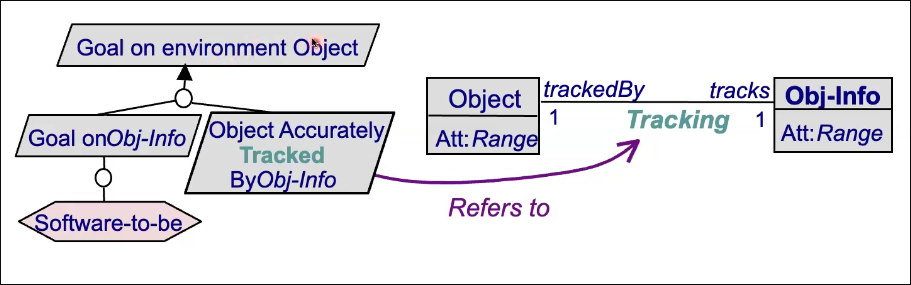 Goal on environment Object
Goal onObj-Info
Object Accurately
Tracked
ByObj-Info
Software-to-be
Object
Att: Range
trackedBy
1
Tracking
tracks
1
Obj-Info
Att: Range
Refers to